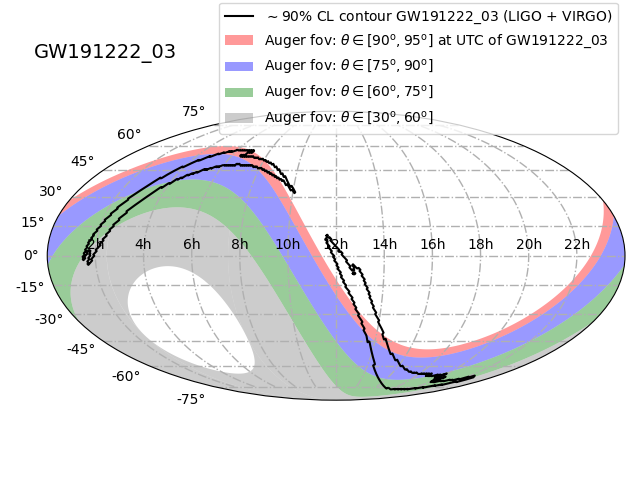 GW191222_03
∼90% CL contour GW191222_03 (LIGO + VIRGO)
Auger fov: θ∈[90°, 95°] at UTC of GW191222_03
Auger fov: θ∈[75°, 90°]
Auger fov: θ∈[60°, 75°]
Auger fov: θ∈[30°, 60°]
75°
60°
45°
30°
15°
0°
2h 4h 6h 8h 10h 12h 14h 16h 18h 20h 22h
-15°
-30°
-45°
-60°
-75°